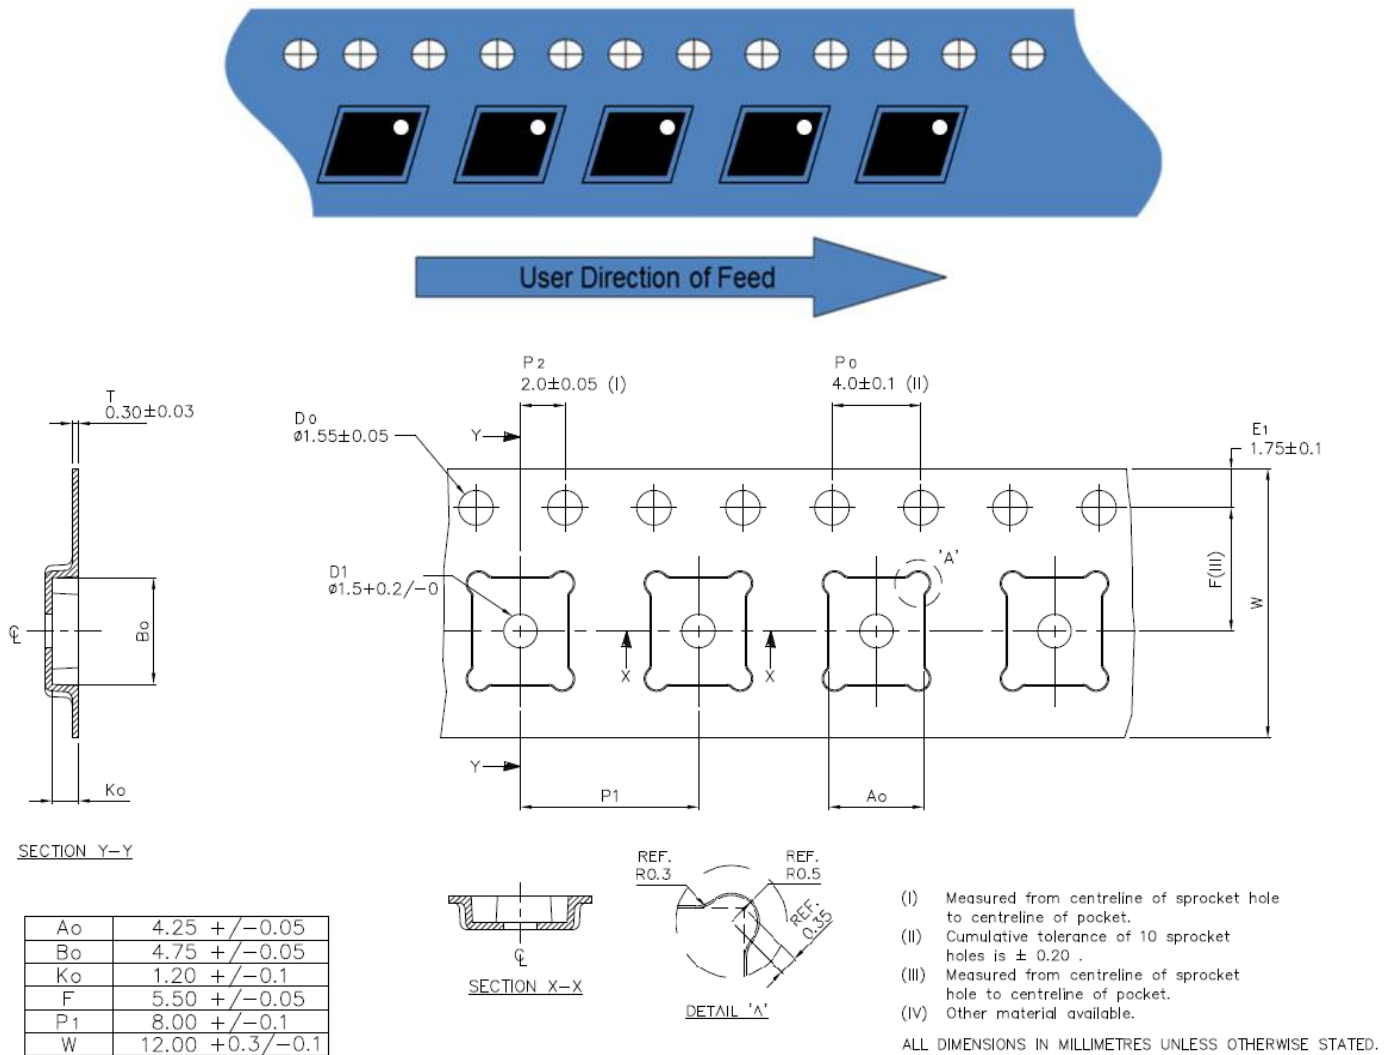 User Direction of Feed
P2
2.0±0.05 (I)
P0
4.0±0.1 (II)
T
0.30±0.03
Do
ø1.55±0.05
Y
E1
1.75±0.1
'A'
D1
ø1.5+0.2/-0
F(III)
W
Bo
℄
X
X
Y
Ko
P1
Ao
SECTION Y-Y
REF.
R0.3
REF.
R0.5
REF.
0.35
℄
SECTION X-X
DETAIL 'A'
Ao 4.25 +/-0.05
Bo 4.75 +/-0.05
Ko 1.20 +/-0.1
F 5.50 +/-0.05
P1 8.00 +/-0.1
W 12.00 +0.3/-0.1
(I) Measured from centreline of sprocket hole
to centreline of pocket.
(II) Cumulative tolerance of 10 sprocket
holes is ± 0.20 .
(III) Measured from centreline of sprocket
hole to centreline of pocket.
(IV) Other material available.
ALL DIMENSIONS IN MILLIMETRES UNLESS OTHERWISE STATED.